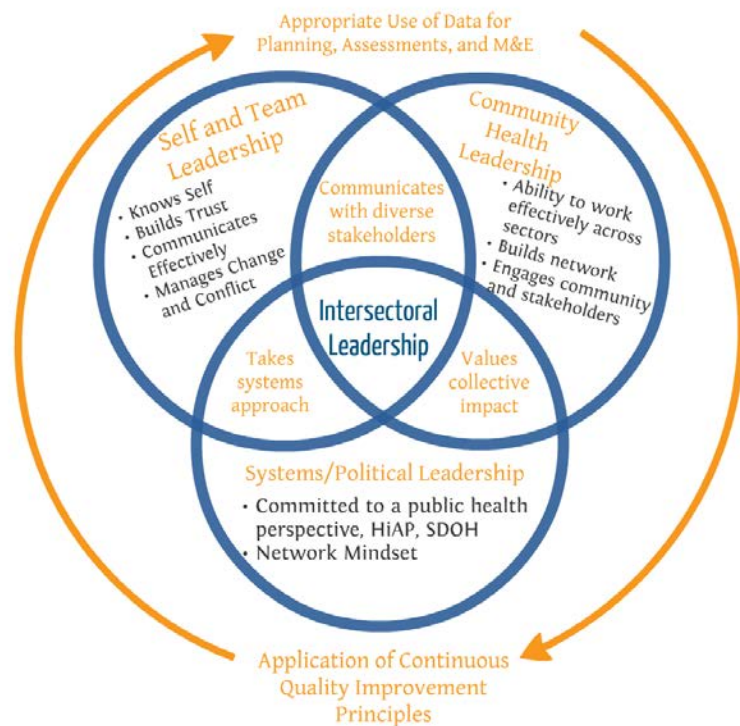 Appropriate Use of Data for
Planning, Assessments, and M&E
Self and Team
Leadership
• Knows Self
• Builds Trust
• Communicates
Effectively
• Manages Change
and Conflict
Communicates
with diverse
stakeholders
Community
Health
Leadership
• Ability to work
effectively across
sectors
• Builds network
• Engages community
and stakeholders
Intersectoral
Leadership
Takes
systems
approach
Values
collective
impact
Systems/Political Leadership
• Committed to a public health
perspective, HiAP, SDOH
• Network Mindset
Application of Continuous
Quality Improvement
Principles